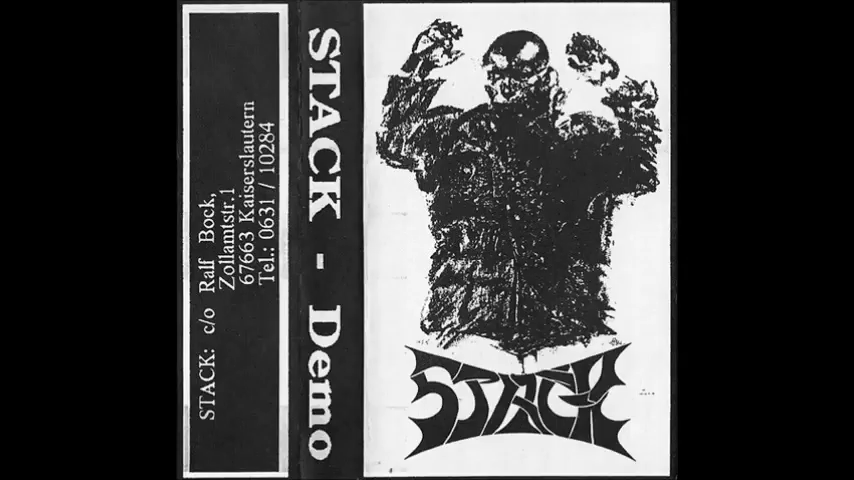 STACK: c/o Ralf Bock,
Zollamtstr.1
67663 Kaiserslautern
Tel.: 0631 / 10284
STACK - Demo
STACK